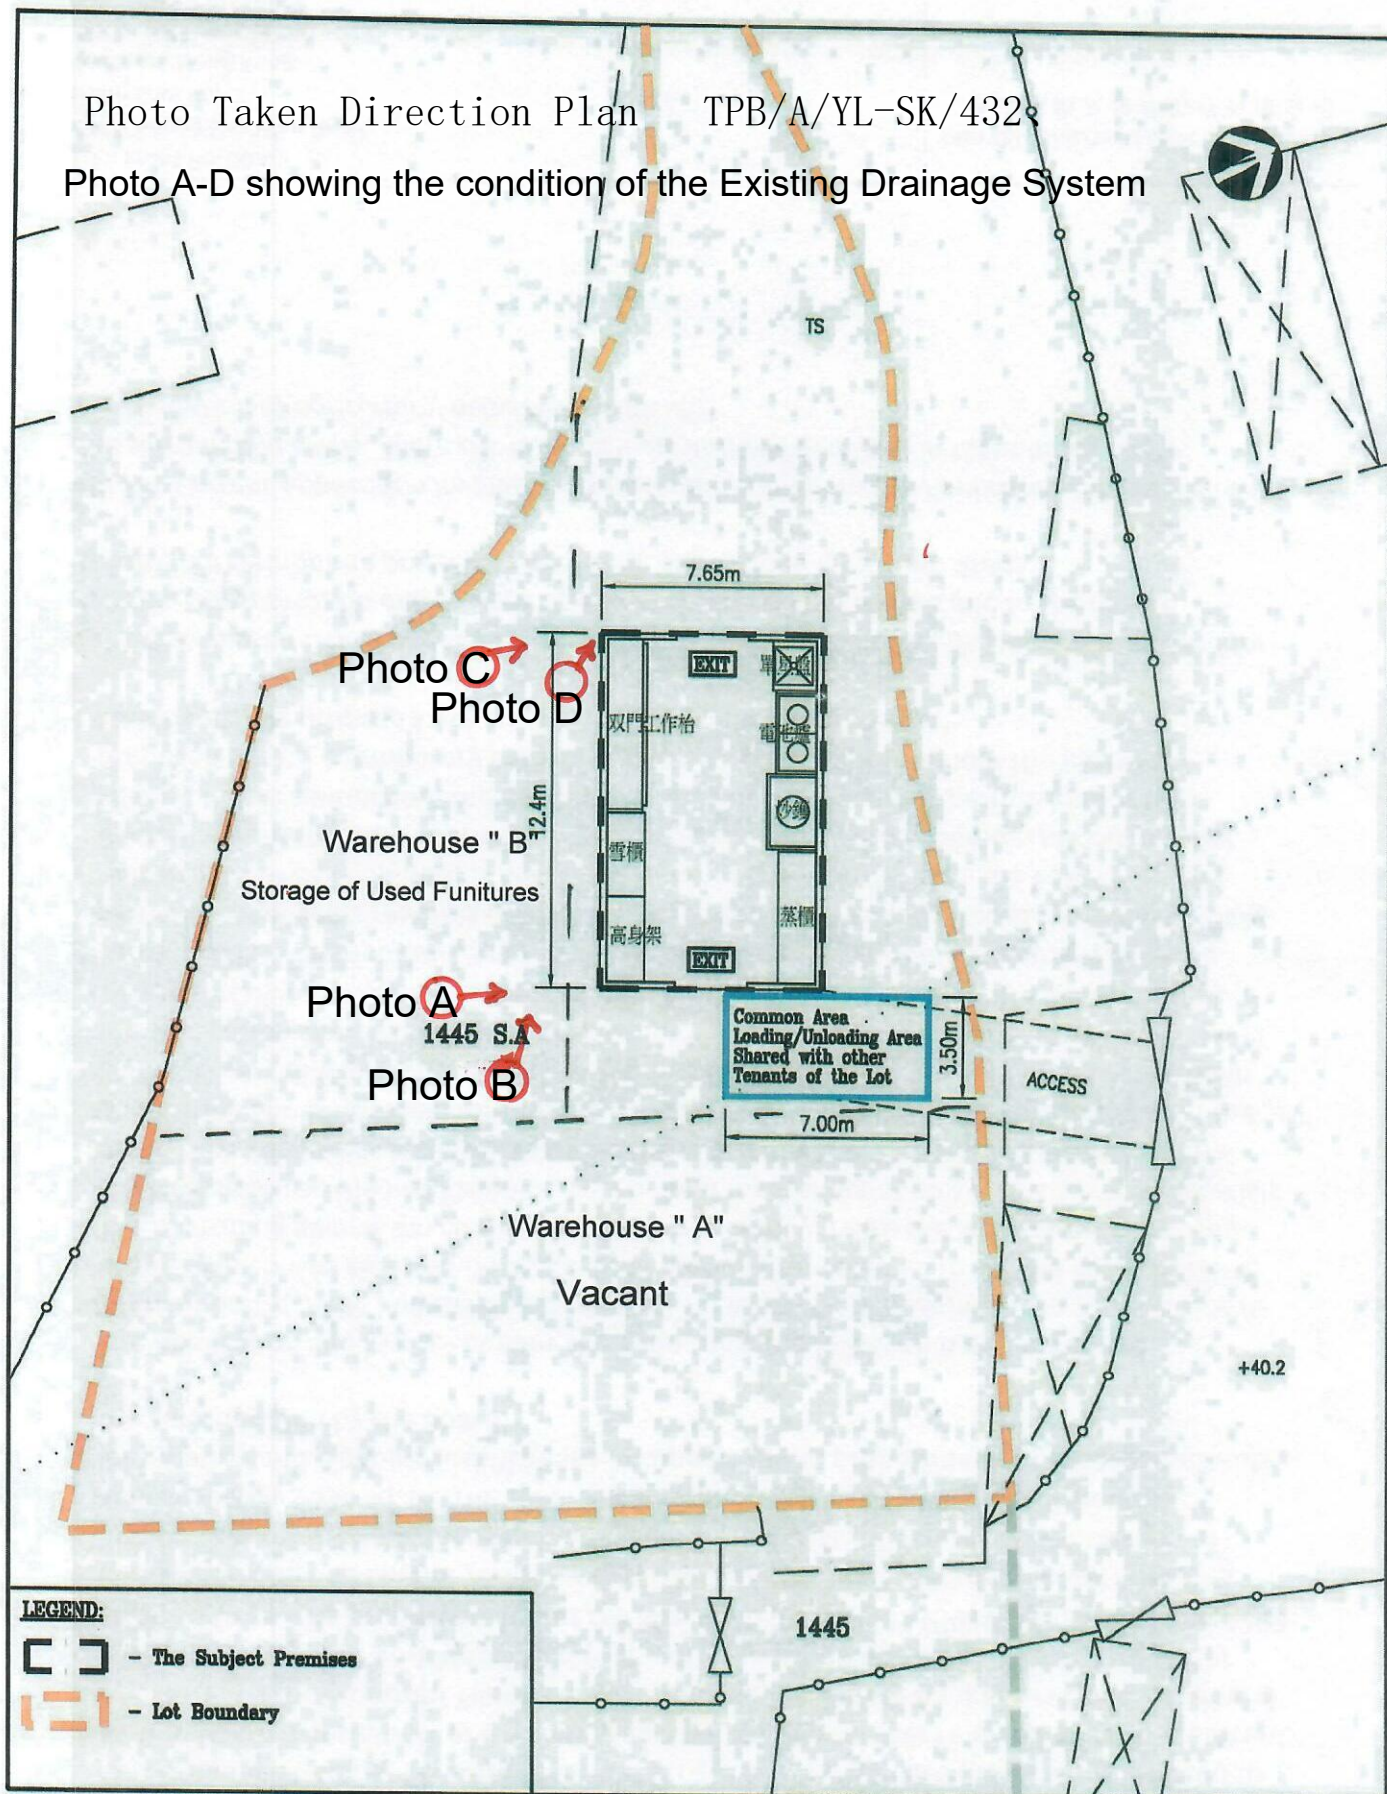 Photo Taken Direction Plan TPB/A/YL-SK/432
Photo A-D showing the condition of the Existing Drainage System
TS
7.65m
EXIT
單星盤
Photo C
Photo D
双門工作枱
12.4m
Warehouse " B"
雪櫃
Storage of Used Funitures
蒸櫃
高身架
EXIT
Photo A
1445 S.A
Photo B
Common Area
Loading/Unloading Area
Shared with other
Tenants of the Lot
3.50m
ACCESS
7.00m
Warehouse " A"
Vacant
+40.2
LEGEND:
- The Subject Premises
- Lot Boundary
1445